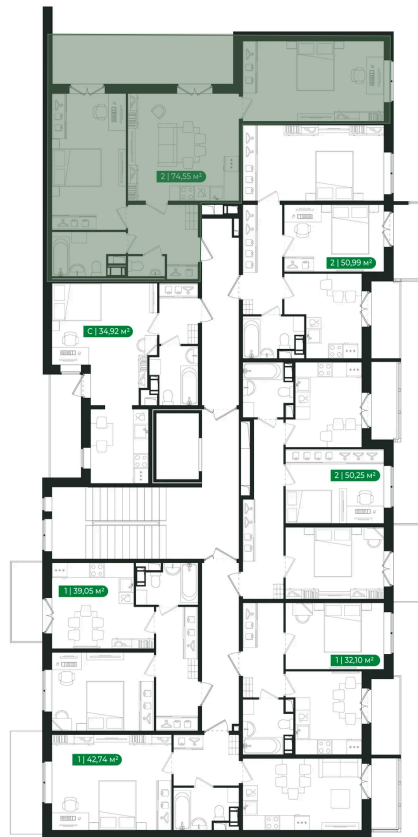 2 | 74,55 м²
2 | 50,99 м²
С | 34,92 м²
2 | 50,25 м²
1 | 39,05 м²
1 | 32,10 м²
1 | 42,74 м²